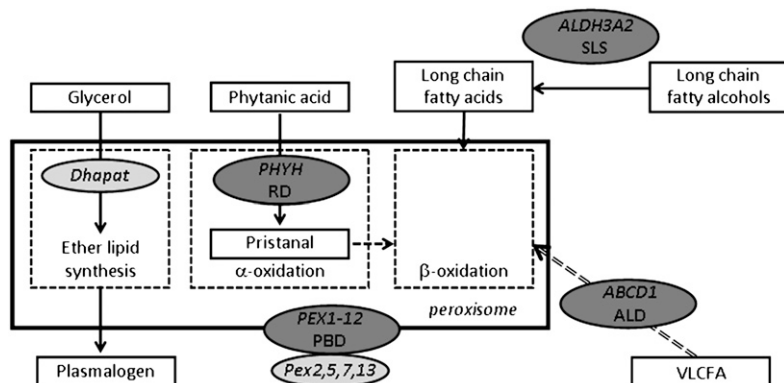 ALDH3A2
SLS
Glycerol
Phytanic acid
Long chain
fatty acids
Long chain
fatty alcohols
Dhapat
PHYH
RD
Ether lipid
synthesis
Pristanal
α-oxidation
β-oxidation
peroxisome
ABCD1
ALD
PEX1-12
PBD
Pex2,5,7,13
Plasmalogen
VLCFA